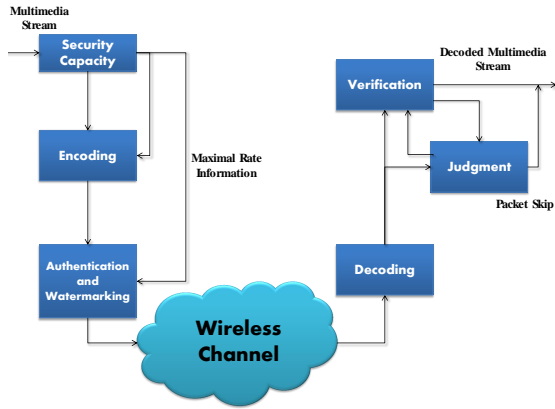 Multimedia
Stream
Security
Capacity
Encoding
Maximal Rate
Information
Authentication
and
Watermarking
Wireless
Channel
Decoded Multimedia
Stream
Verification
Judgment
Packet Skip
Decoding